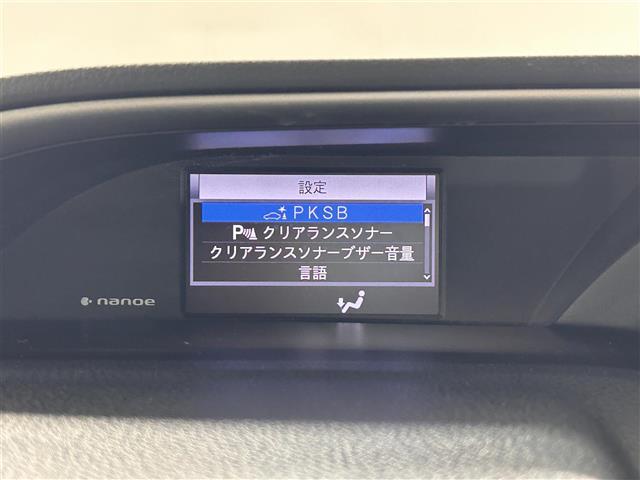 設定
PKSB
P クリアランスソナー
クリアランスソナーブザー音量
言語
nanoe